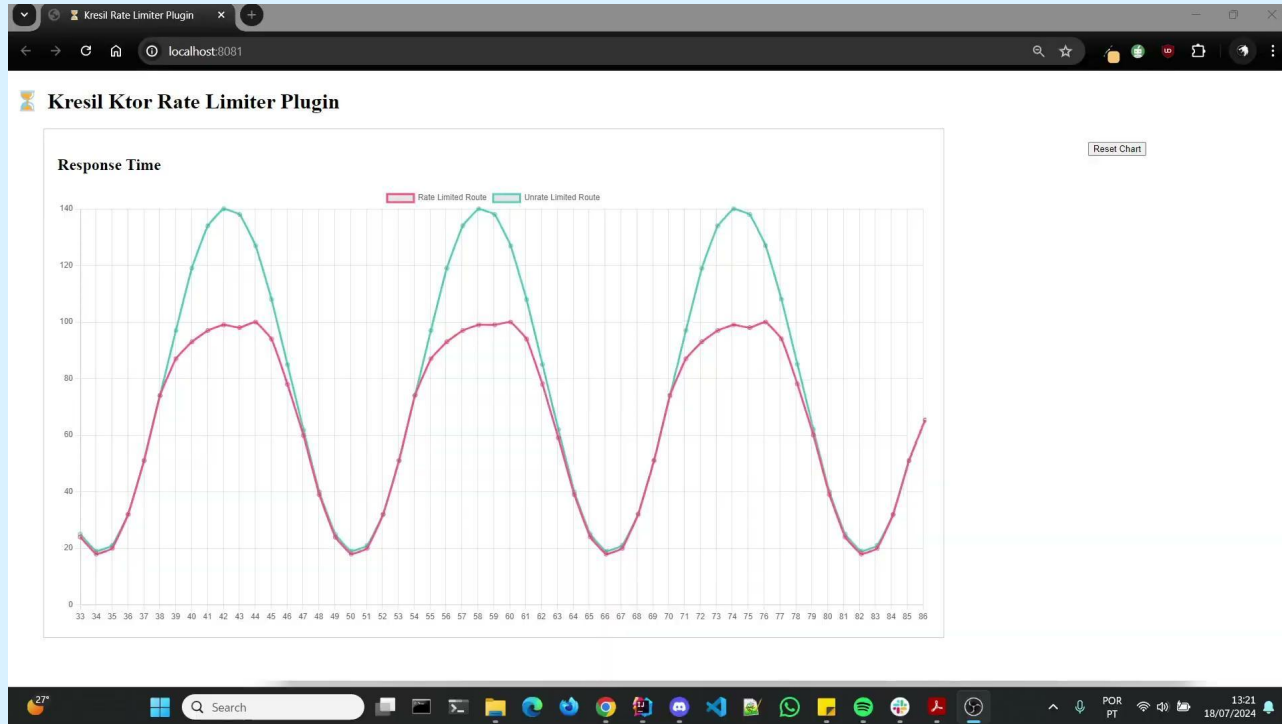 Kresil Rate Limiter Plugin
localhost:8081
Kresil Ktor Rate Limiter Plugin
Reset Chart
Response Time
Rate Limited Route Unrate Limited Route
140
120
100
80
60
40
20
0
33 34 35 36 37 38 39 40 41 42 43 44 45 46 47 48 49 50 51 52 53 54 55 56 57 58 59 60 61 62 63 64 65 66 67 68 69 70 71 72 73 74 75 76 77 78 79 80 81 82 83 84 85 86
27°
Search
POR
PT
13:21
18/07/2024